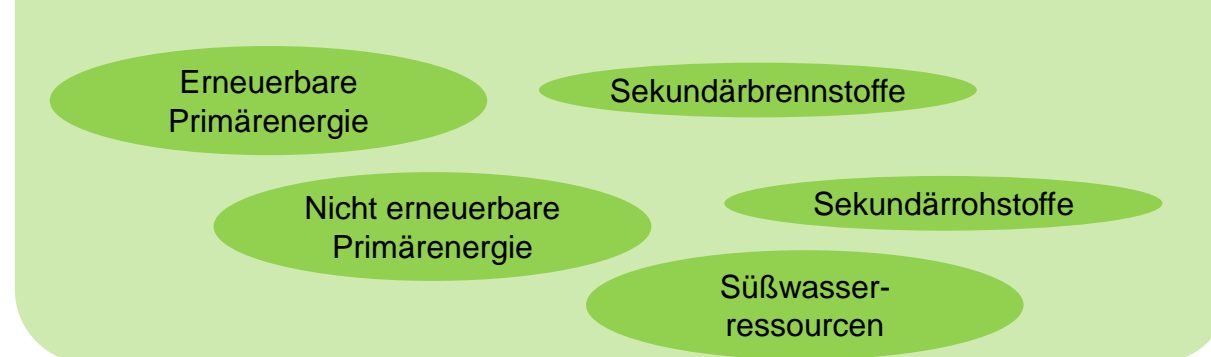 Erneuerbare
Primärenergie
Sekundärbrennstoffe
Nicht erneuerbare
Primärenergie
Sekundärrohstoffe
Süßwasser-
ressourcen